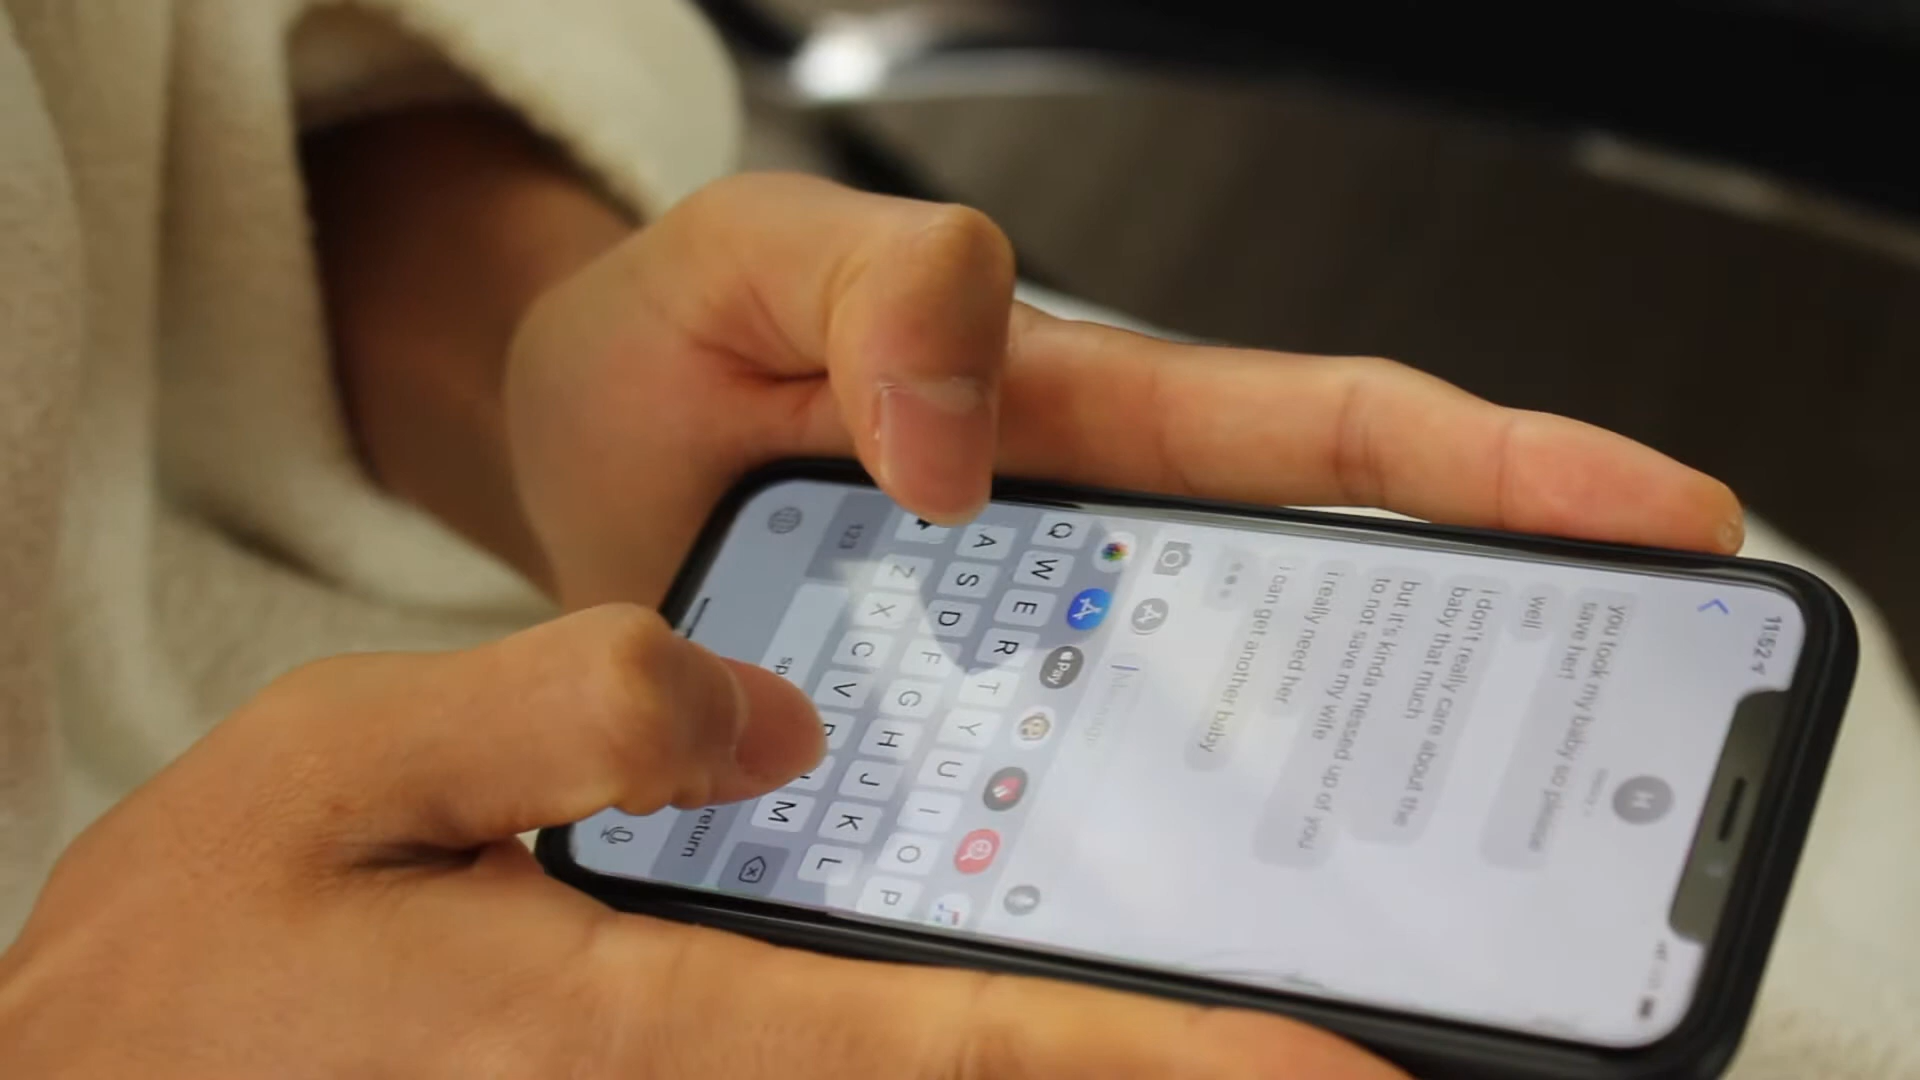 11:52
H
you took my baby so please
save her!
well
i don't really care about the
baby that much
but it's kinda messed up of you
to not save my wife
i really need her
i can get another baby
Pay
Q W E R T Y U I O P
A S D F G H J K L
Z X C V M
123
return